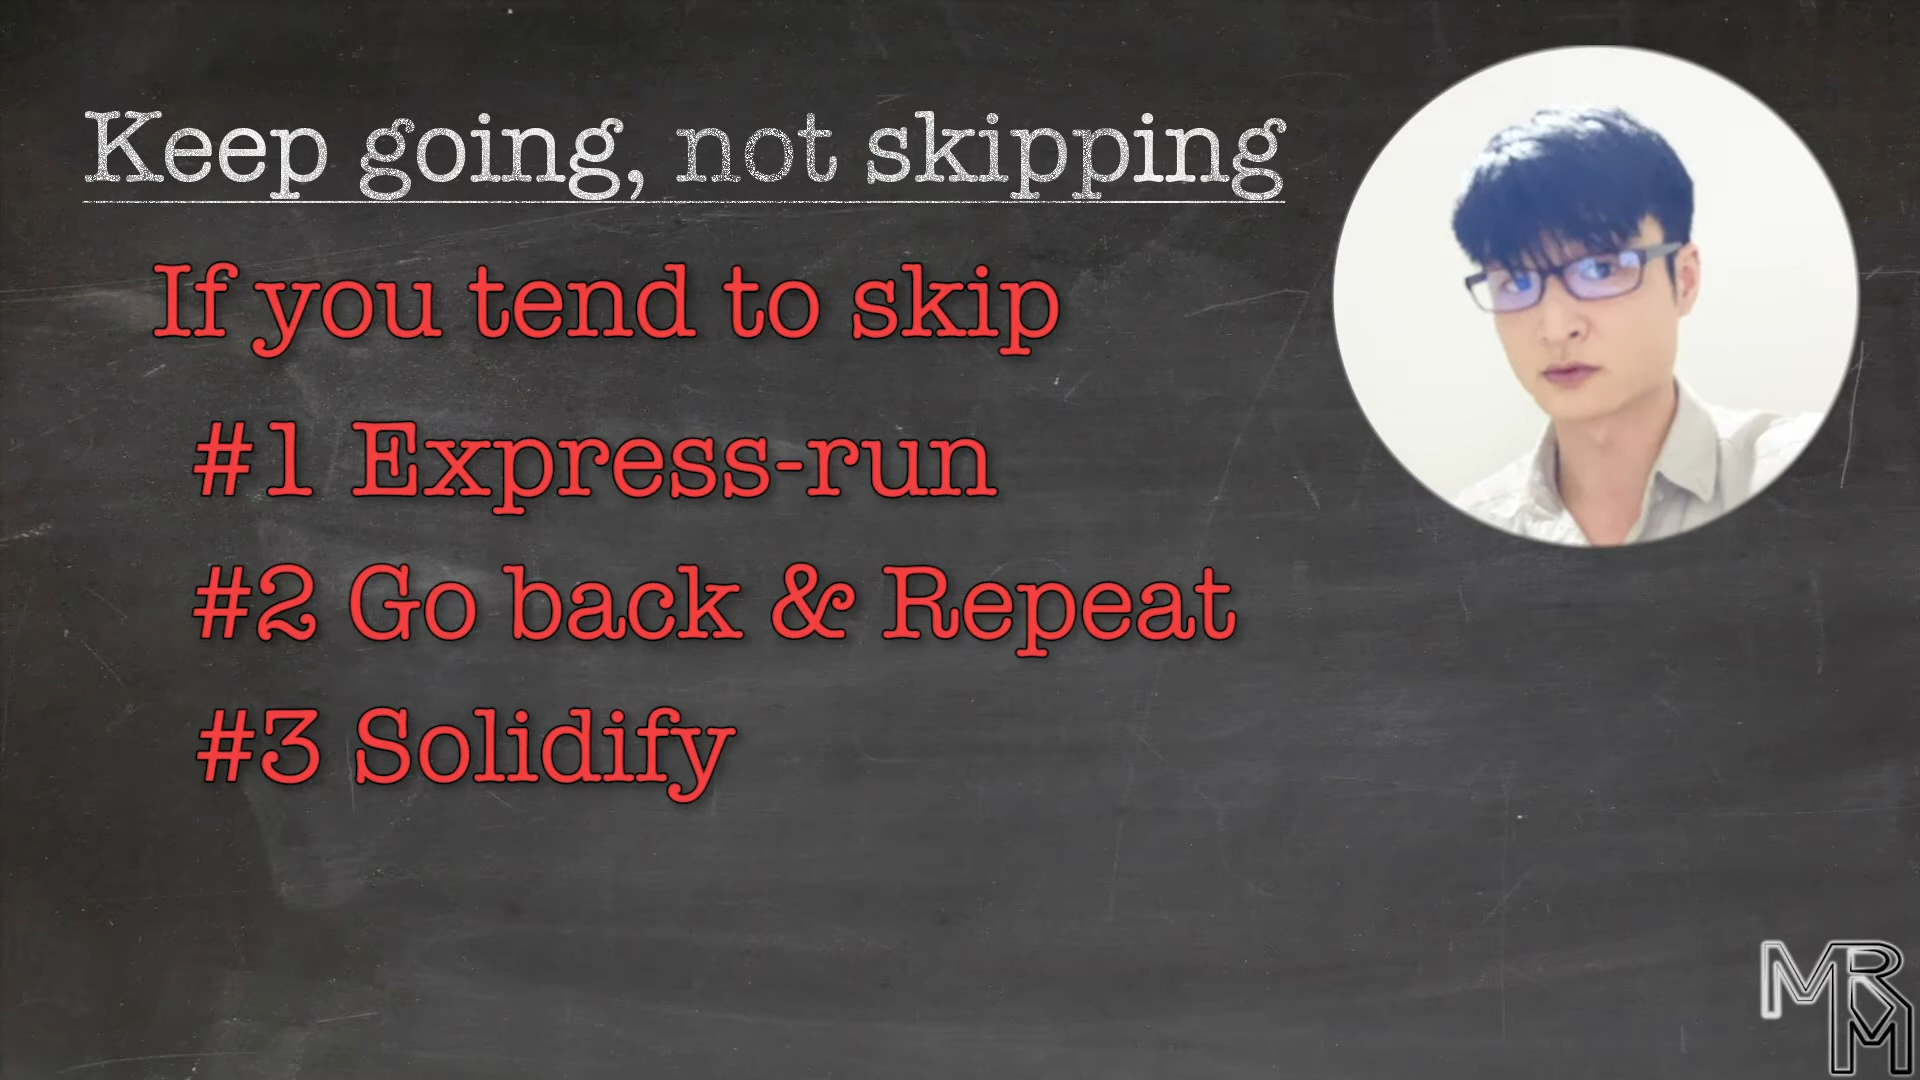 Keep going, not skipping
If you tend to skip
#1 Express-run
#2 Go back & Repeat
#3 Solidify
MRM